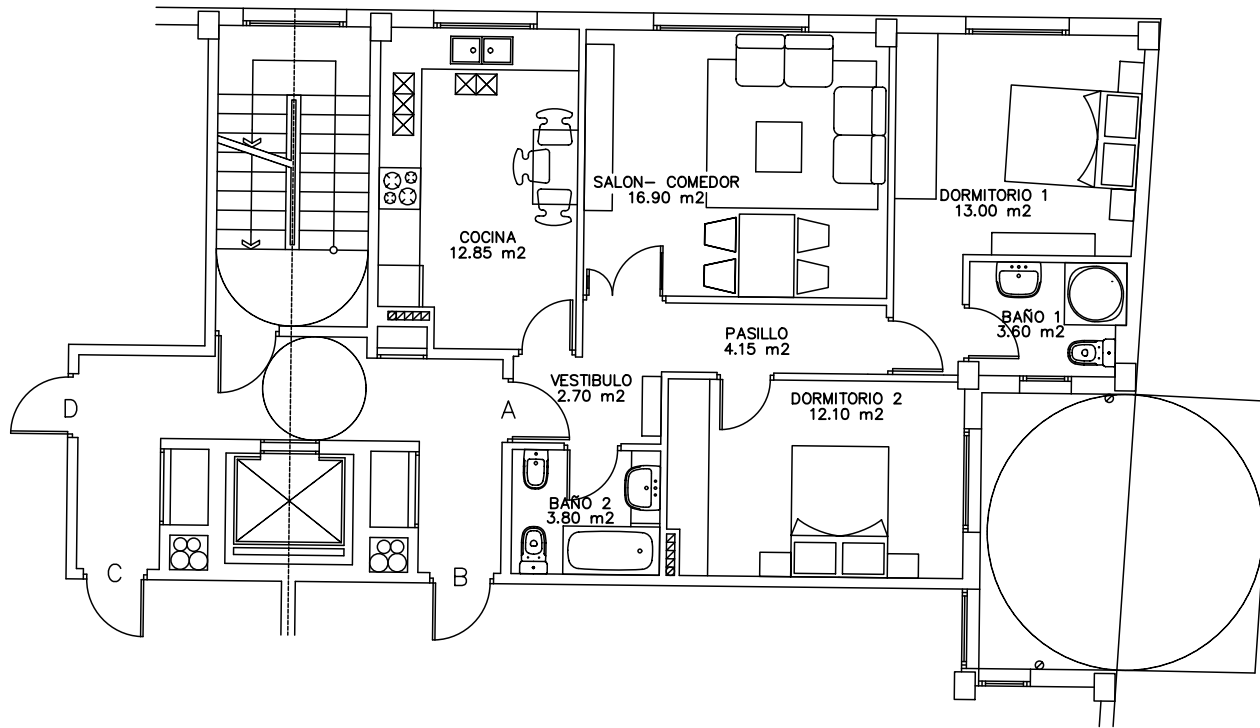 SALON- COMEDOR
16.90 m2
DORMITORIO 1
13.00 m2
COCINA
12.85 m2
BAÑO 1
3.60 m2
PASILLO
4.15 m2
VESTIBULO
2.70 m2
DORMITORIO 2
12.10 m2
D
A
BAÑO 2
3.80 m2
C
B